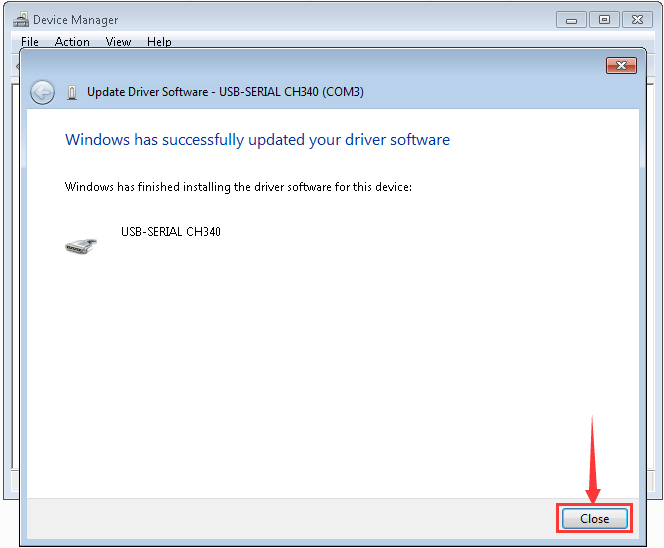 Device Manager
File Action View Help
Update Driver Software - USB-SERIAL CH340 (COM3)
Windows has successfully updated your driver software
Windows has finished installing the driver software for this device:
USB-SERIAL CH340
Close